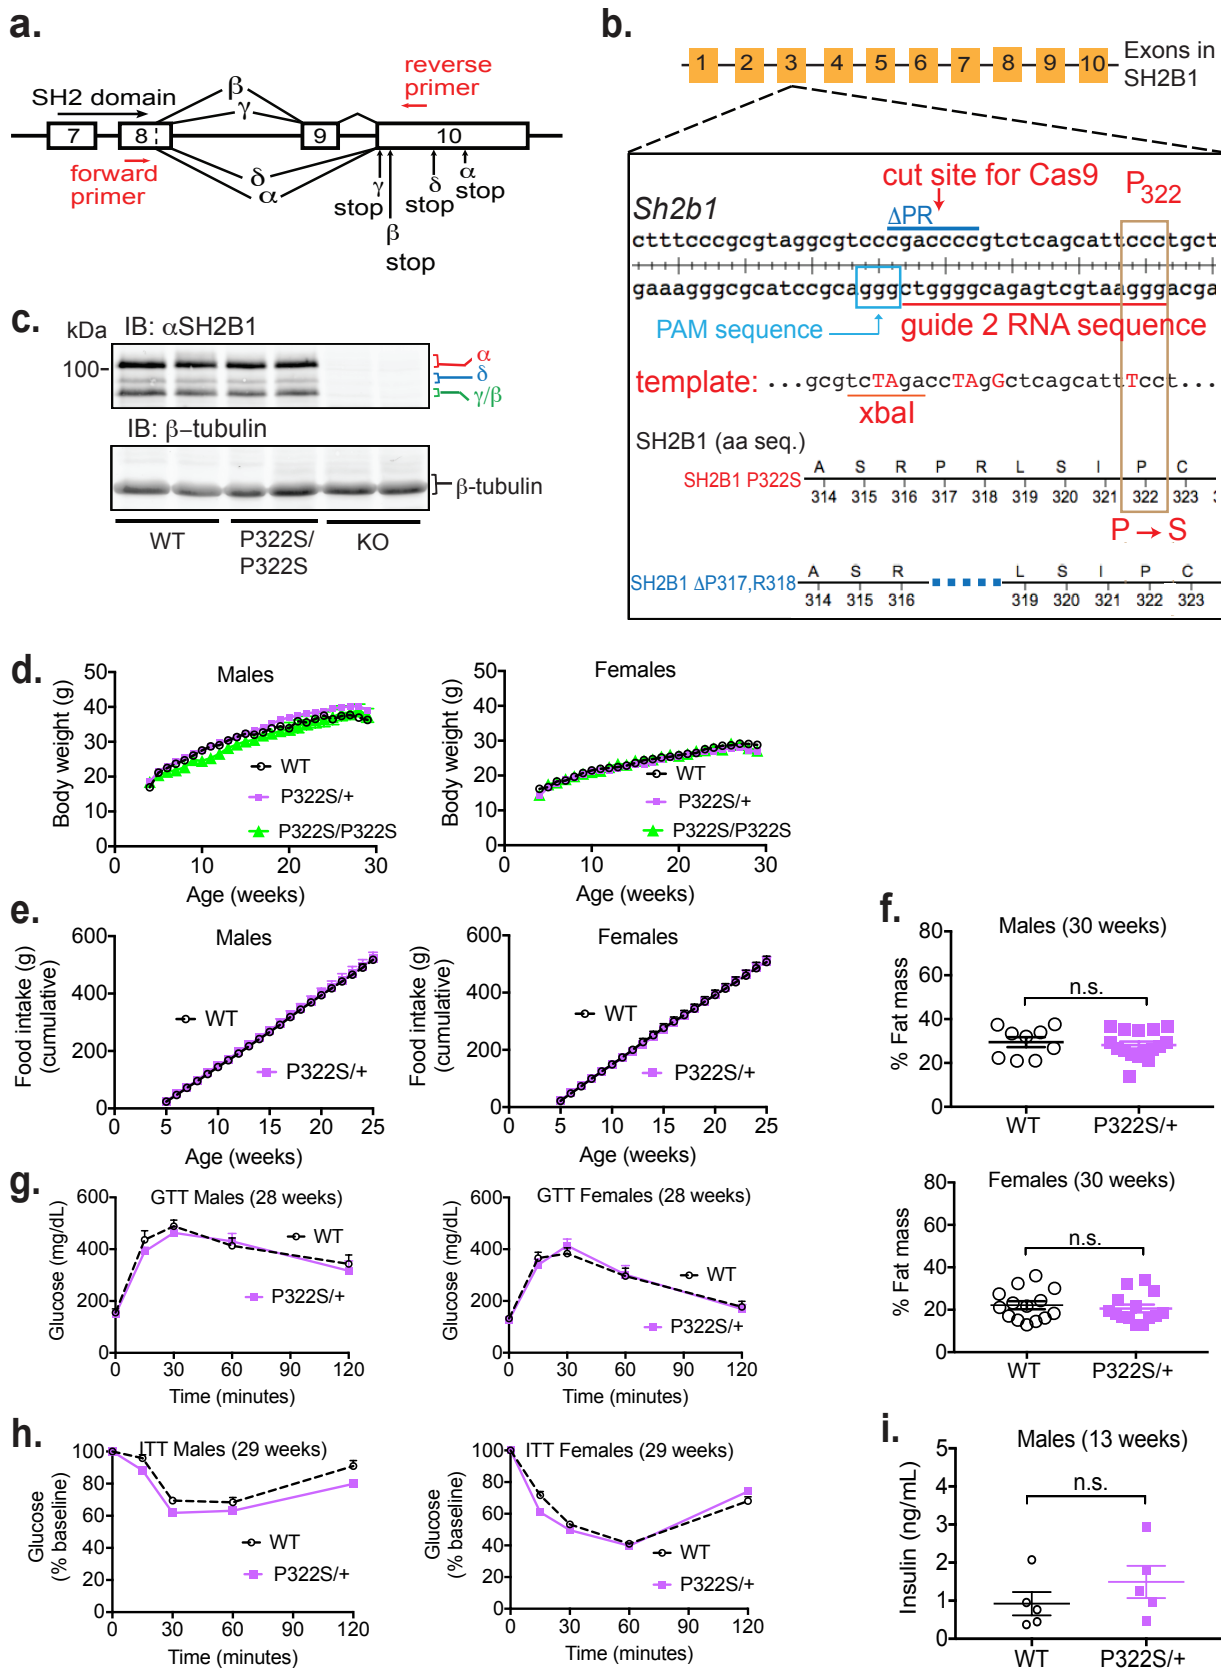 a.
SH2 domain
β
γ
reverse
primer
7
8
9
10
forward
primer
δ
α
γ
stop
β
stop
δ
stop
α
stop
b.
1 2 3 4 5 6 7 8 9 10
Exons in
SH2B1
cut site for Cas9
P322
Sh2b1
ΔPR
ctttcccgcgtaggcgtcccgaccccgtctcagcattccctgct
gaaagggcgcatccgcagggctggggcagagtcgtaagggacga
PAM sequence
guide 2 RNA sequence
template: ...gcgtcTAgaccTAgGctcagcattTcct...
xbaI
SH2B1 (aa seq.)
A S R P R L S I P C
SH2B1 P322S
314 315 316 317 318 319 320 321 322 323 3
P → S
A S R L S I P C
SH2B1 ΔP317,R318
314 315 316 319 320 321 322 323
c.
kDa
IB: αSH2B1
100
α
δ
γ/β
IB: β−tubulin
β−tubulin
WT
P322S/
P322S
KO
d.
Males
Body weight (g)
50
40
30
20
10
0
WT
P322S/+
P322S/P322S
0 10 20 30
Age (weeks)
Females
Body weight (g)
50
40
30
20
10
0
WT
P322S/+
P322S/P322S
0 10 20 30
Age (weeks)
e.
Males
Food intake (g)
(cumulative)
600
400
200
0
WT
P322S/+
5 10 15 20 25
Age (weeks)
Females
Food intake (g)
(cumulative)
600
400
200
0
WT
P322S/+
5 10 15 20 25
Age (weeks)
f.
Males (30 weeks)
% Fat mass
80
60
40
20
0
n.s.
WT P322S/+
Females (30 weeks)
% Fat mass
80
60
40
20
0
n.s.
WT P322S/+
g.
GTT Males (28 weeks)
Glucose (mg/dL)
600
400
200
0
WT
P322S/+
0 30 60 90 120
Time (minutes)
GTT Females (28 weeks)
Glucose (mg/dL)
600
400
200
0
WT
P322S/+
0 30 60 90 120
Time (minutes)
h.
ITT Males (29 weeks)
Glucose
(% baseline)
100
80
60
40
20
0
WT
P322S/+
0 30 60 90 120
Time (minutes)
ITT Females (29 weeks)
Glucose
(% baseline)
100
80
60
40
20
0
WT
P322S/+
0 30 60 90 120
Time (minutes)
i.
Males (13 weeks)
Insulin (ng/mL)
5
4
3
2
1
0
n.s.
WT P322S/+